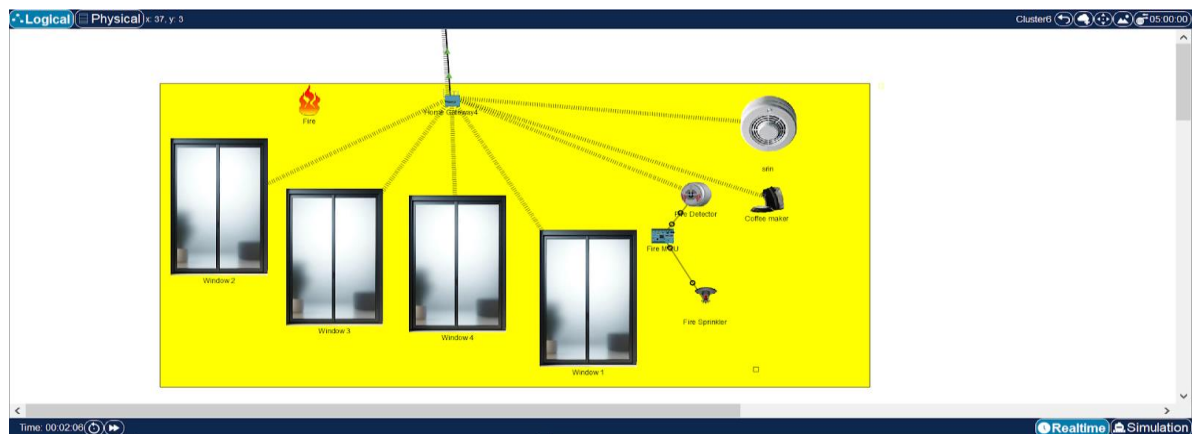 Logical Physical x: 37, y: 3 Cluster6 05:00:00
Fire
Home Gateway4
siren
Fire Detector
Coffee maker
Fire MCU
Window 2
Fire Sprinkler
Window 3
Window 4
Window 1
Time: 00:02:06 Realtime Simulation